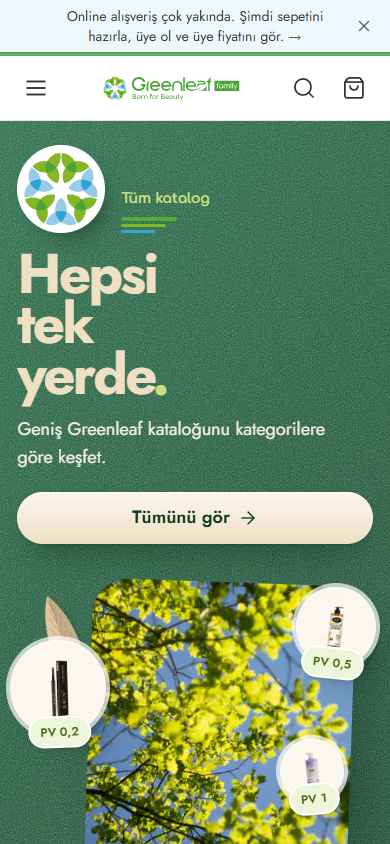 Online alışveriş çok yakında. Şimdi sepetini
hazırla, üye ol ve üye fiyatını gör. →
Greenleaf family
Born for Beauty
Tüm katalog
Hepsi
tek
yerde.
Geniş Greenleaf kataloğunu kategorilere
göre keşfet.
Tümünü gör →
PV 0,5
PV 0,2
PV 1